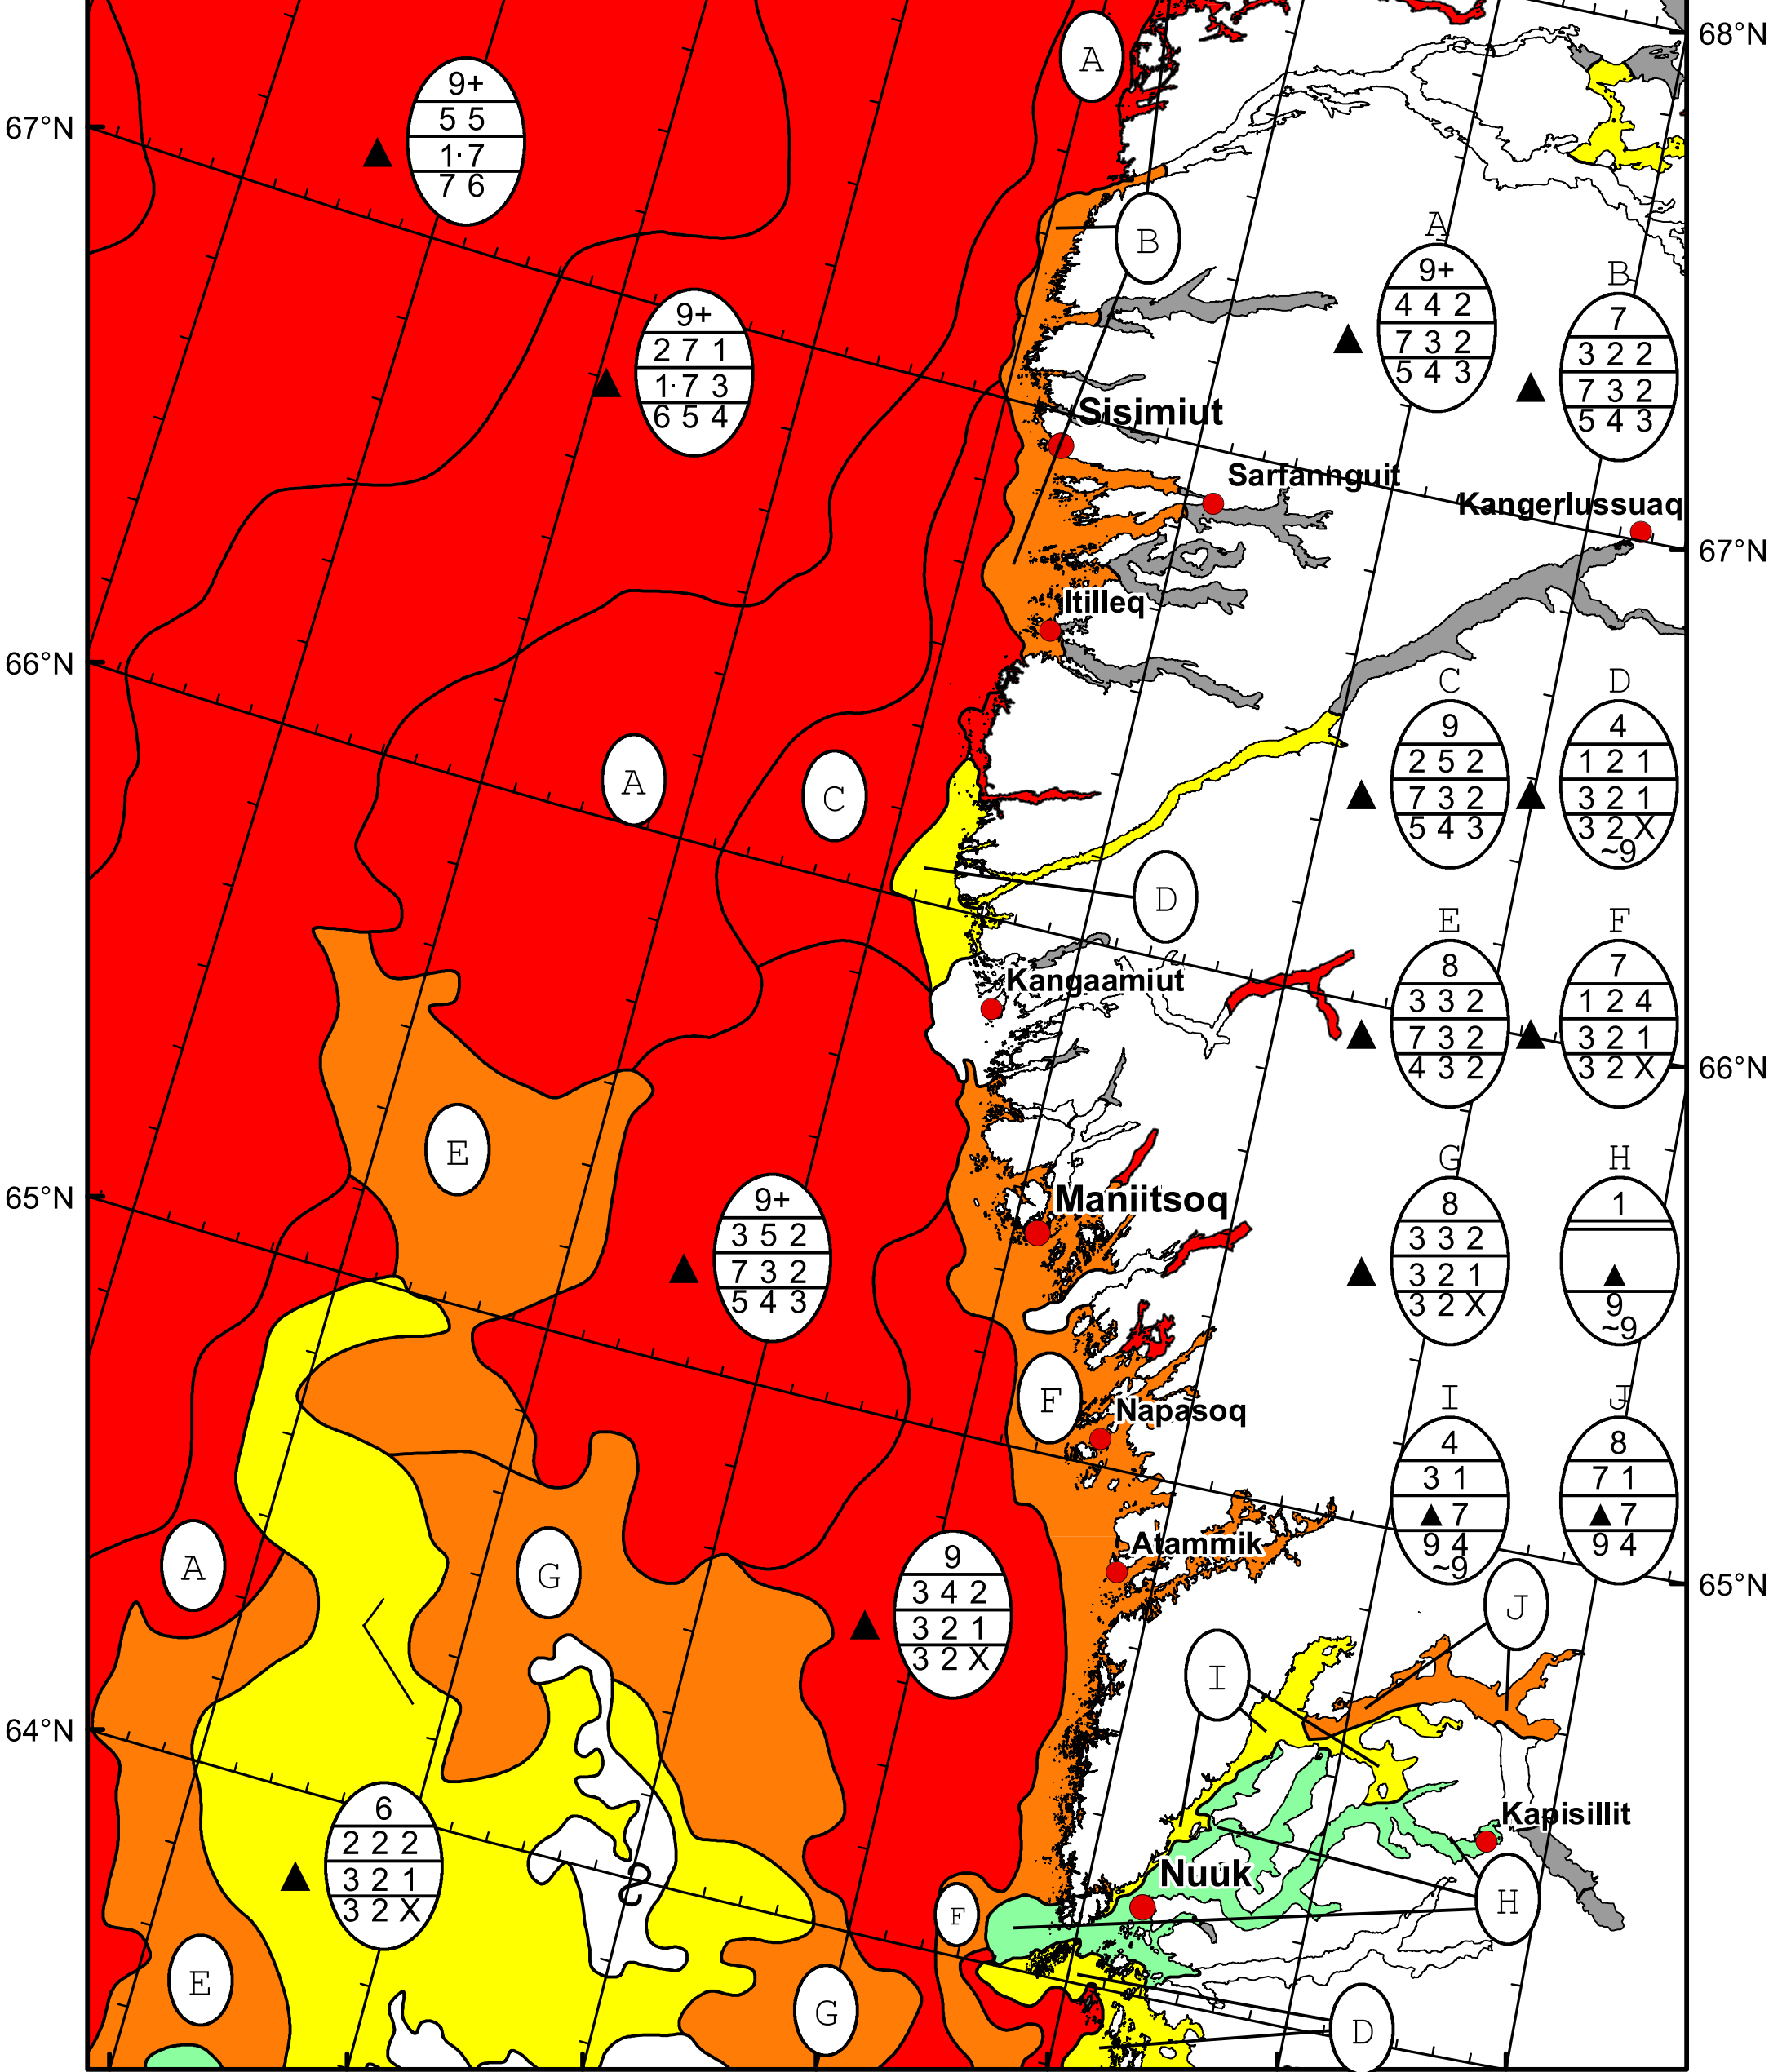 68°N
A
9+
5 5
1·7
7 6
67°N
B
A
9+
4 4 2
7 3 2
5 4 3
B
7
3 2 2
7 3 2
5 4 3
9+
2 7 1
1·7 3
6 5 4
Sisimiut
Sarfannguit
Kangerlussuaq
67°N
Itilleq
66°N
C
9
2 5 2
7 3 2
5 4 3
D
4
1 2 1
3 2 1
3 2 X
~9
A
C
D
Kangaamiut
E
8
3 3 2
7 3 2
4 3 2
F
7
1 2 4
3 2 1
3 2 X
66°N
E
65°N
Maniitsoq
9+
3 5 2
7 3 2
5 4 3
G
8
3 3 2
3 2 1
3 2 X
H
1
9
~9
F
Napasoq
I
4
3 1
7
9 4
~9
J
8
7 1
7
9 4
A
G
9
3 4 2
3 2 1
3 2 X
Atammik
65°N
J
I
64°N
6
2 2 2
3 2 1
3 2 X
Kapisillit
Nuuk
H
F
E
G
D